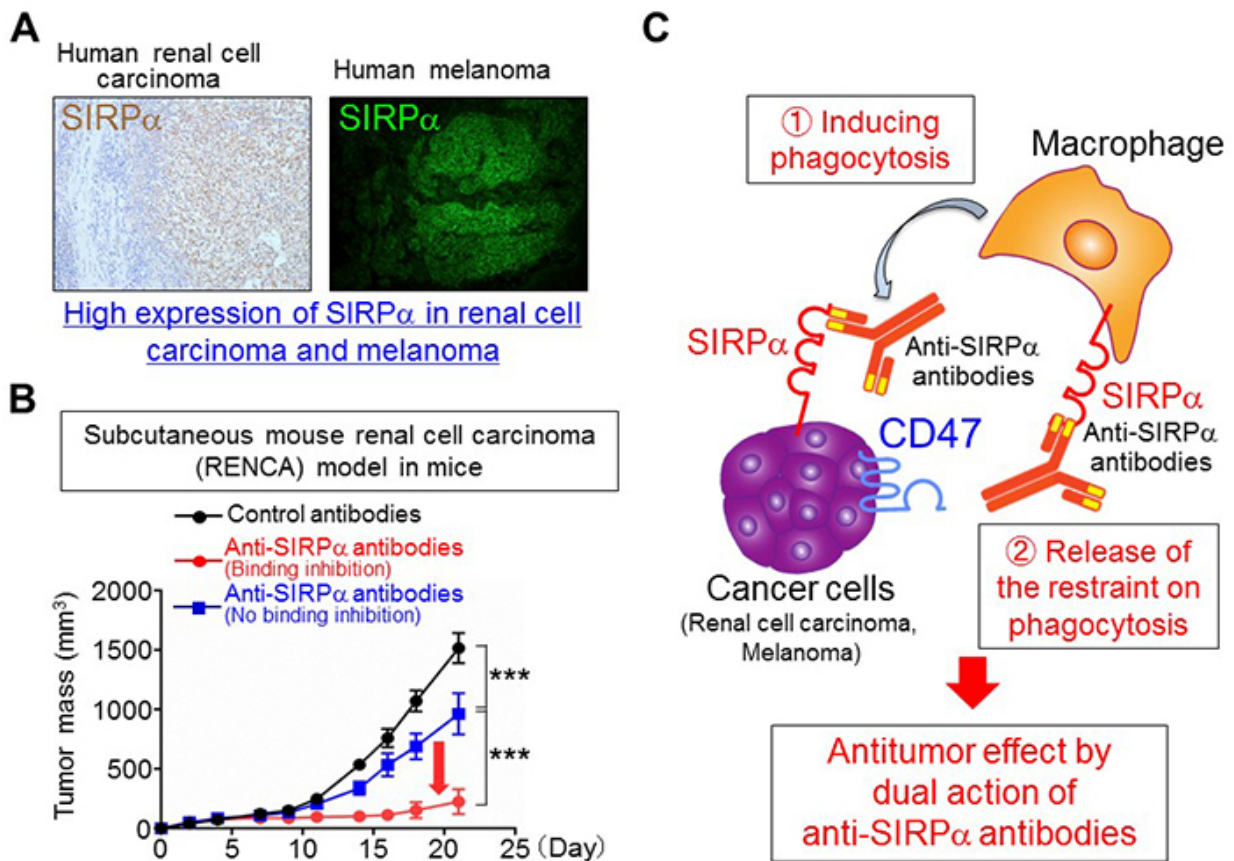 A
Human renal cell
carcinoma
Human melanoma
SIRPα
SIRPα
High expression of SIRPα in renal cell
carcinoma and melanoma
B
Subcutaneous mouse renal cell carcinoma
(RENCA) model in mice
Control antibodies
Anti-SIRPα antibodies
(Binding inhibition)
Anti-SIRPα antibodies
(No binding inhibition)
Tumor mass (mm³)
2000
1500
1000
500
0
0
5
10
15
20
25 (Day)
***
***
C
① Inducing
phagocytosis
Macrophage
SIRPα
Anti-SIRPα
antibodies
SIRPα
Anti-SIRPα
antibodies
CD47
Cancer cells
(Renal cell carcinoma,
Melanoma)
② Release of
the restraint on
phagocytosis
Antitumor effect by
dual action of
anti-SIRPα antibodies